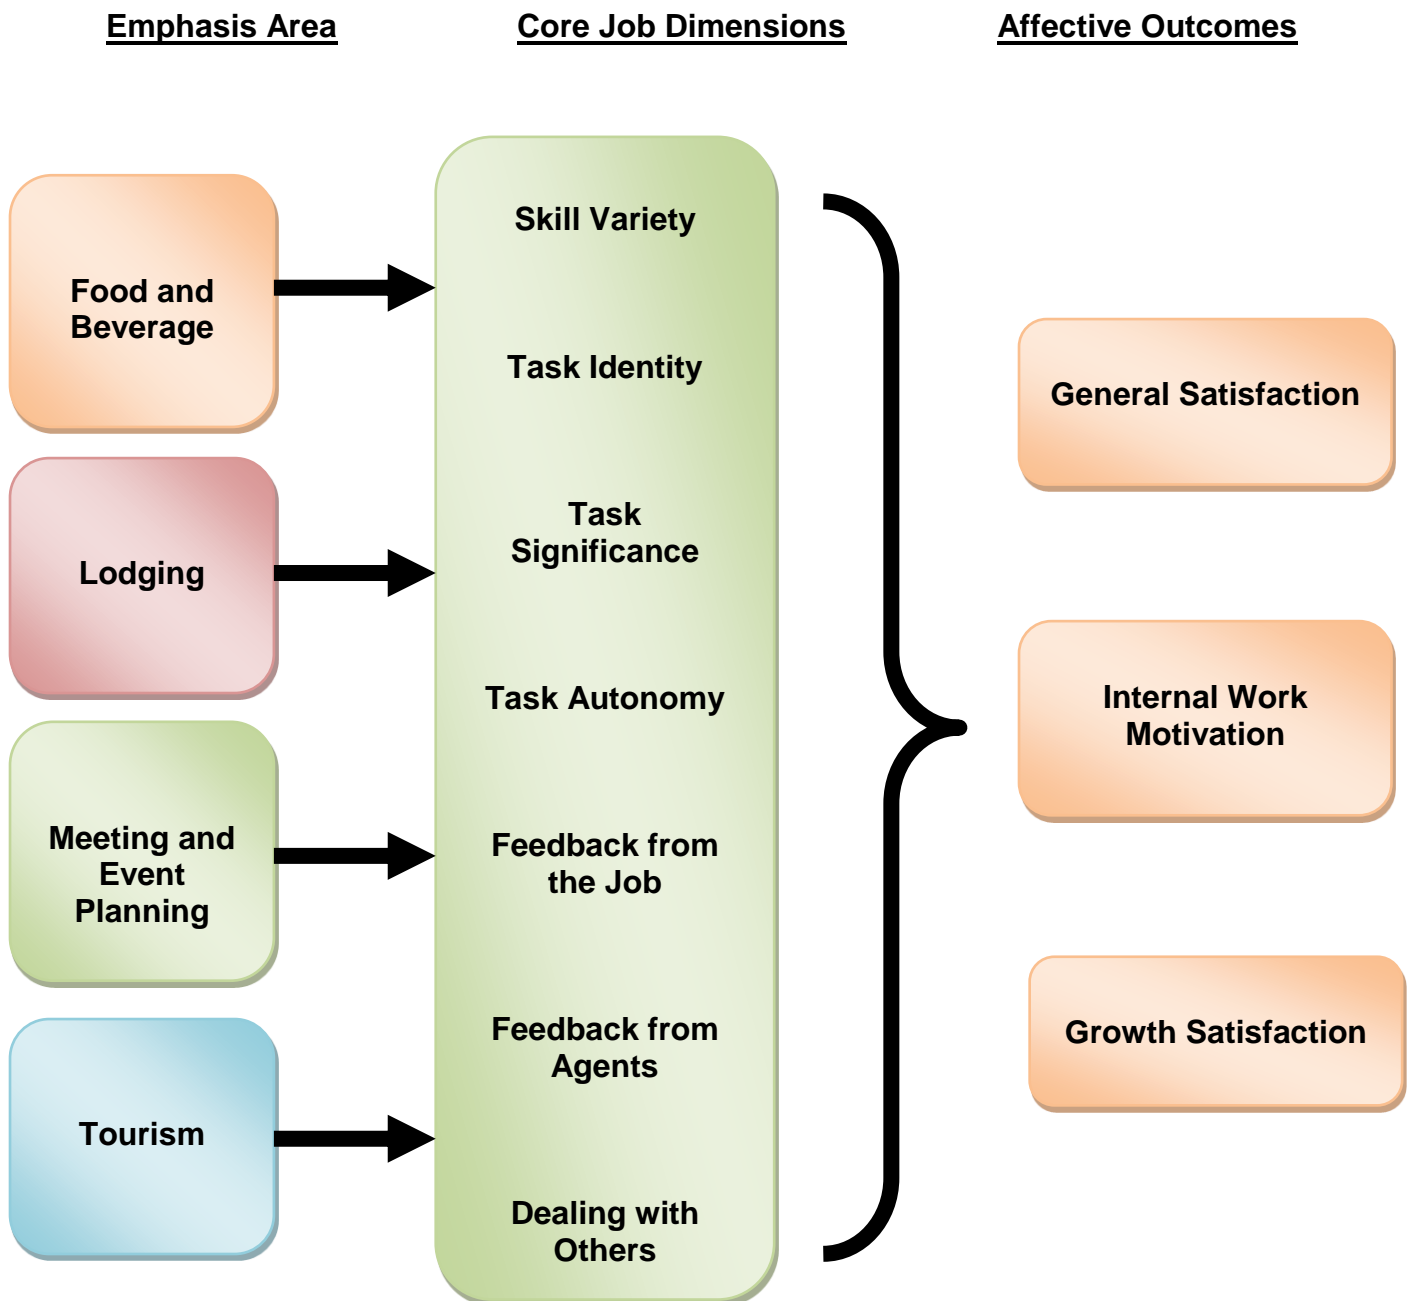 Emphasis Area
Core Job Dimensions
Affective Outcomes
Food and
Beverage
Lodging
Meeting and
Event
Planning
Tourism
Skill Variety
Task Identity
Task
Significance
Task Autonomy
Feedback from
the Job
Feedback from
Agents
Dealing with
Others
General Satisfaction
Internal Work
Motivation
Growth Satisfaction